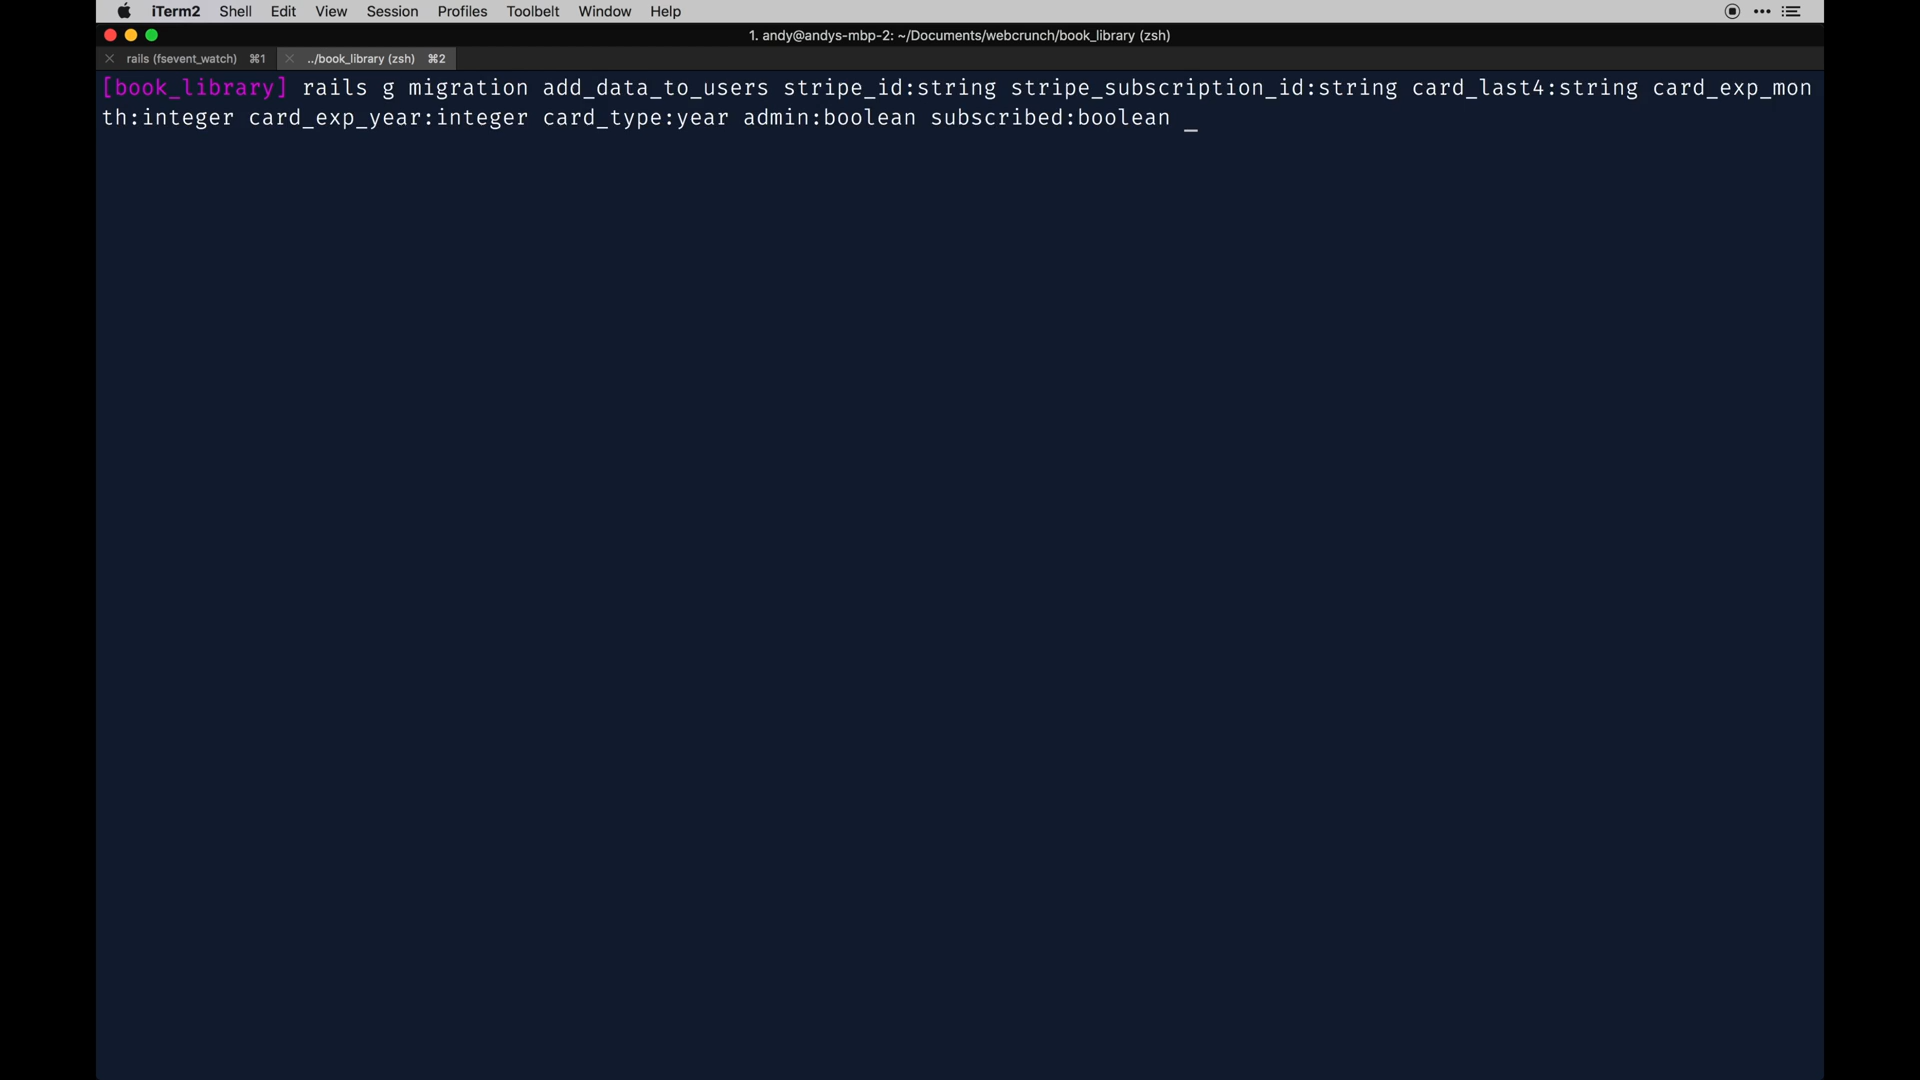 iTerm2 Shell Edit View Session Profiles Toolbelt Window Help
1. andy@andys-mbp-2: ~/Documents/webcrunch/book_library (zsh)
rails (fsevent_watch) ⌘1 ../book_library (zsh) ⌘2
[book_library] rails g migration add_data_to_users stripe_id:string stripe_subscription_id:string card_last4:string card_exp_mon
th:integer card_exp_year:integer card_type:year admin:boolean subscribed:boolean _